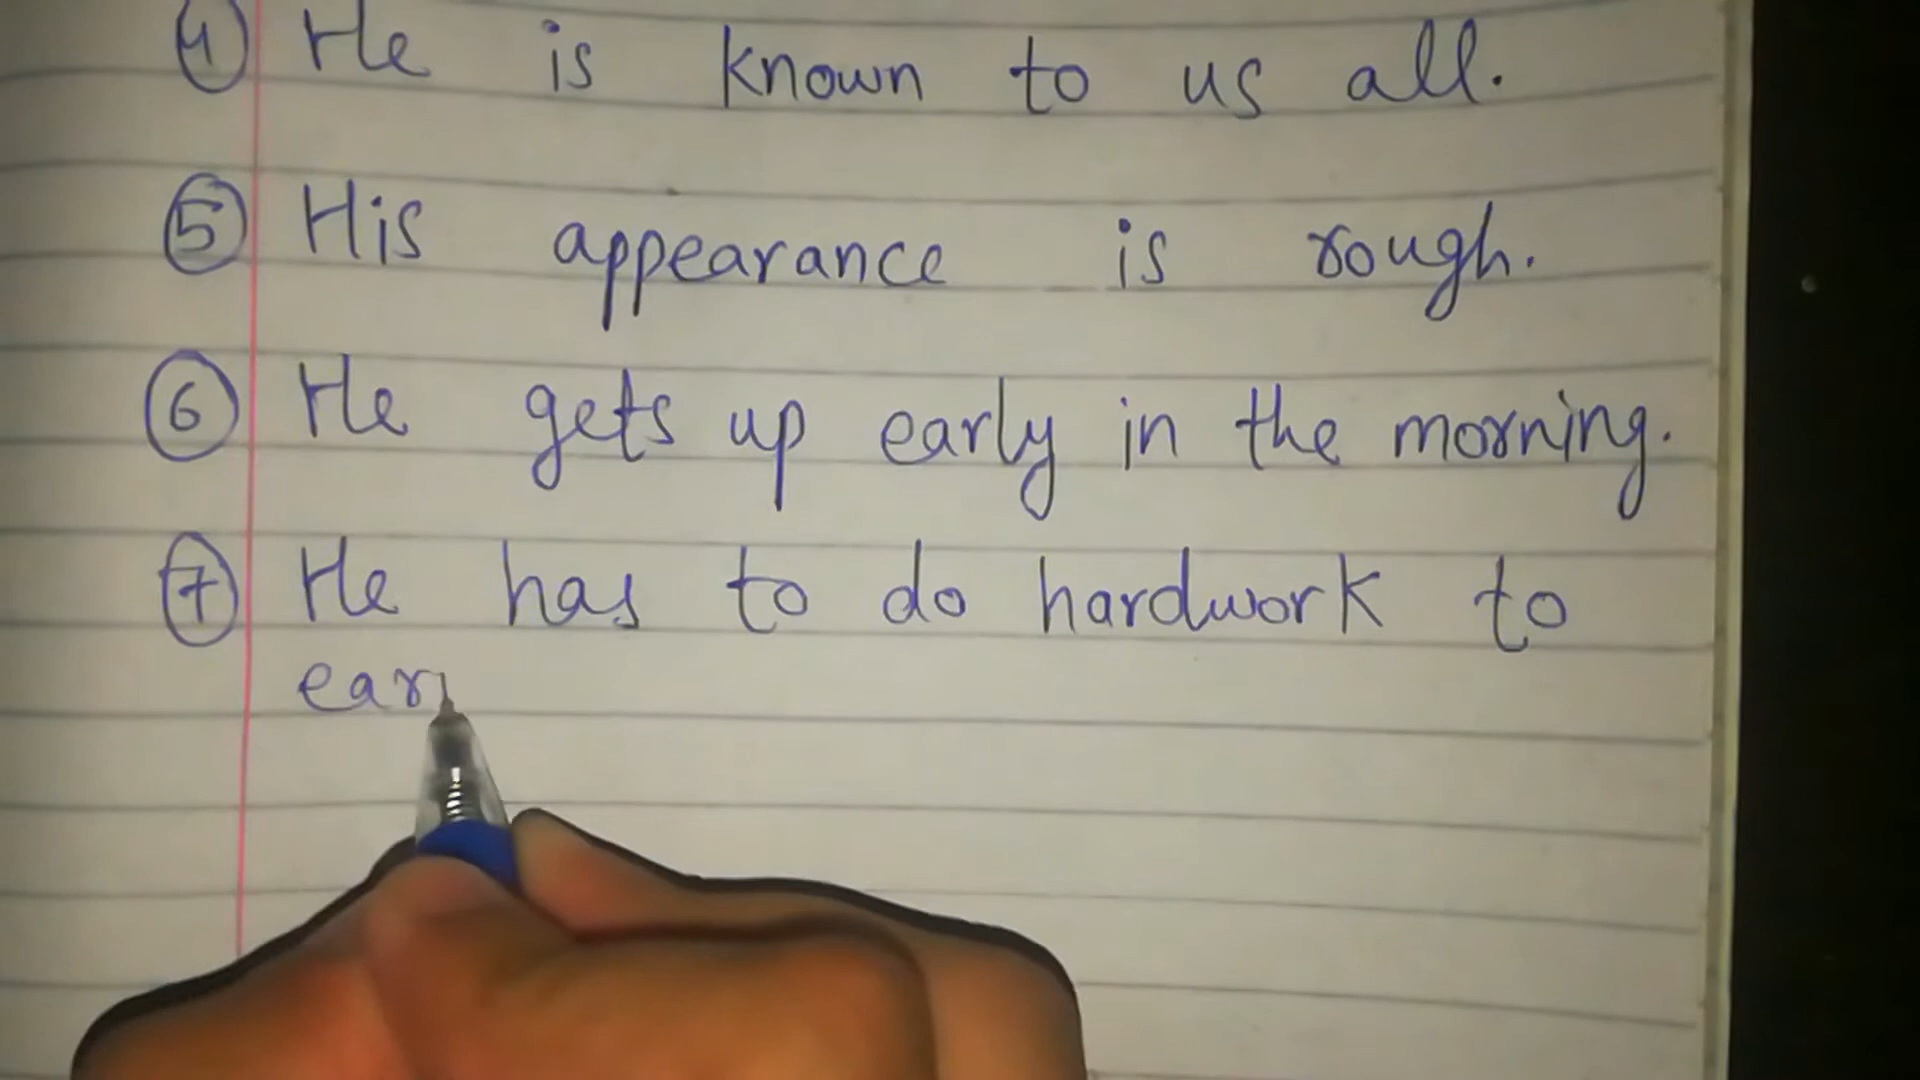 4 He is known to us all.
5 His appearance is rough.
6 He gets up early in the morning.
7 He has to do hardwork to
ear